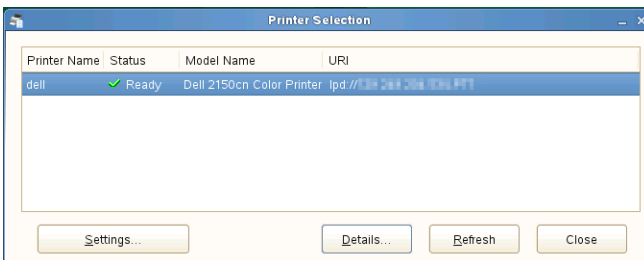 Printer Selection
Printer Name Status Model Name URI
dell Ready Dell 2150cn Color Printer lpd://
Settings... Details... Refresh Close